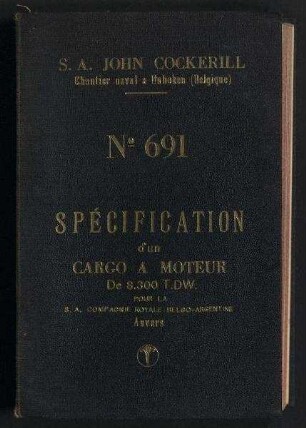 S. A. JOHN COCKERILL
Chantier naval à Hoboken (Belgique)
Nº 691
SPÉCIFICATION
d'un
CARGO A MOTEUR
De 8.300 T.DW.
POUR LA
S. A. COMPAGNIE ROYALE BELGO-ARGENTINE
Anvers